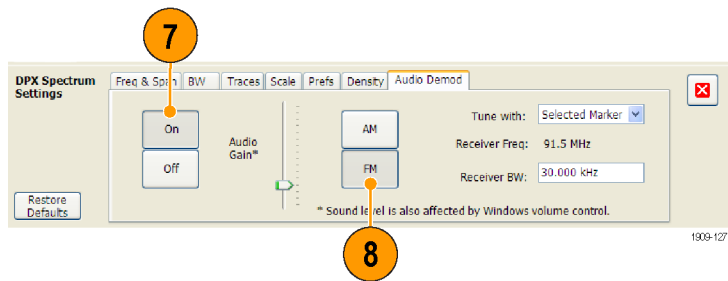 7
DPX Spectrum
Settings
Freq & Span BW Traces Scale Prefs Density Audio Demod
On
Off
Audio
Gain*
AM
FM
Tune with: Selected Marker
Receiver Freq: 91.5 MHz
Receiver BW: 30.000 kHz
* Sound level is also affected by Windows volume control.
Restore
Defaults
8
1909-127